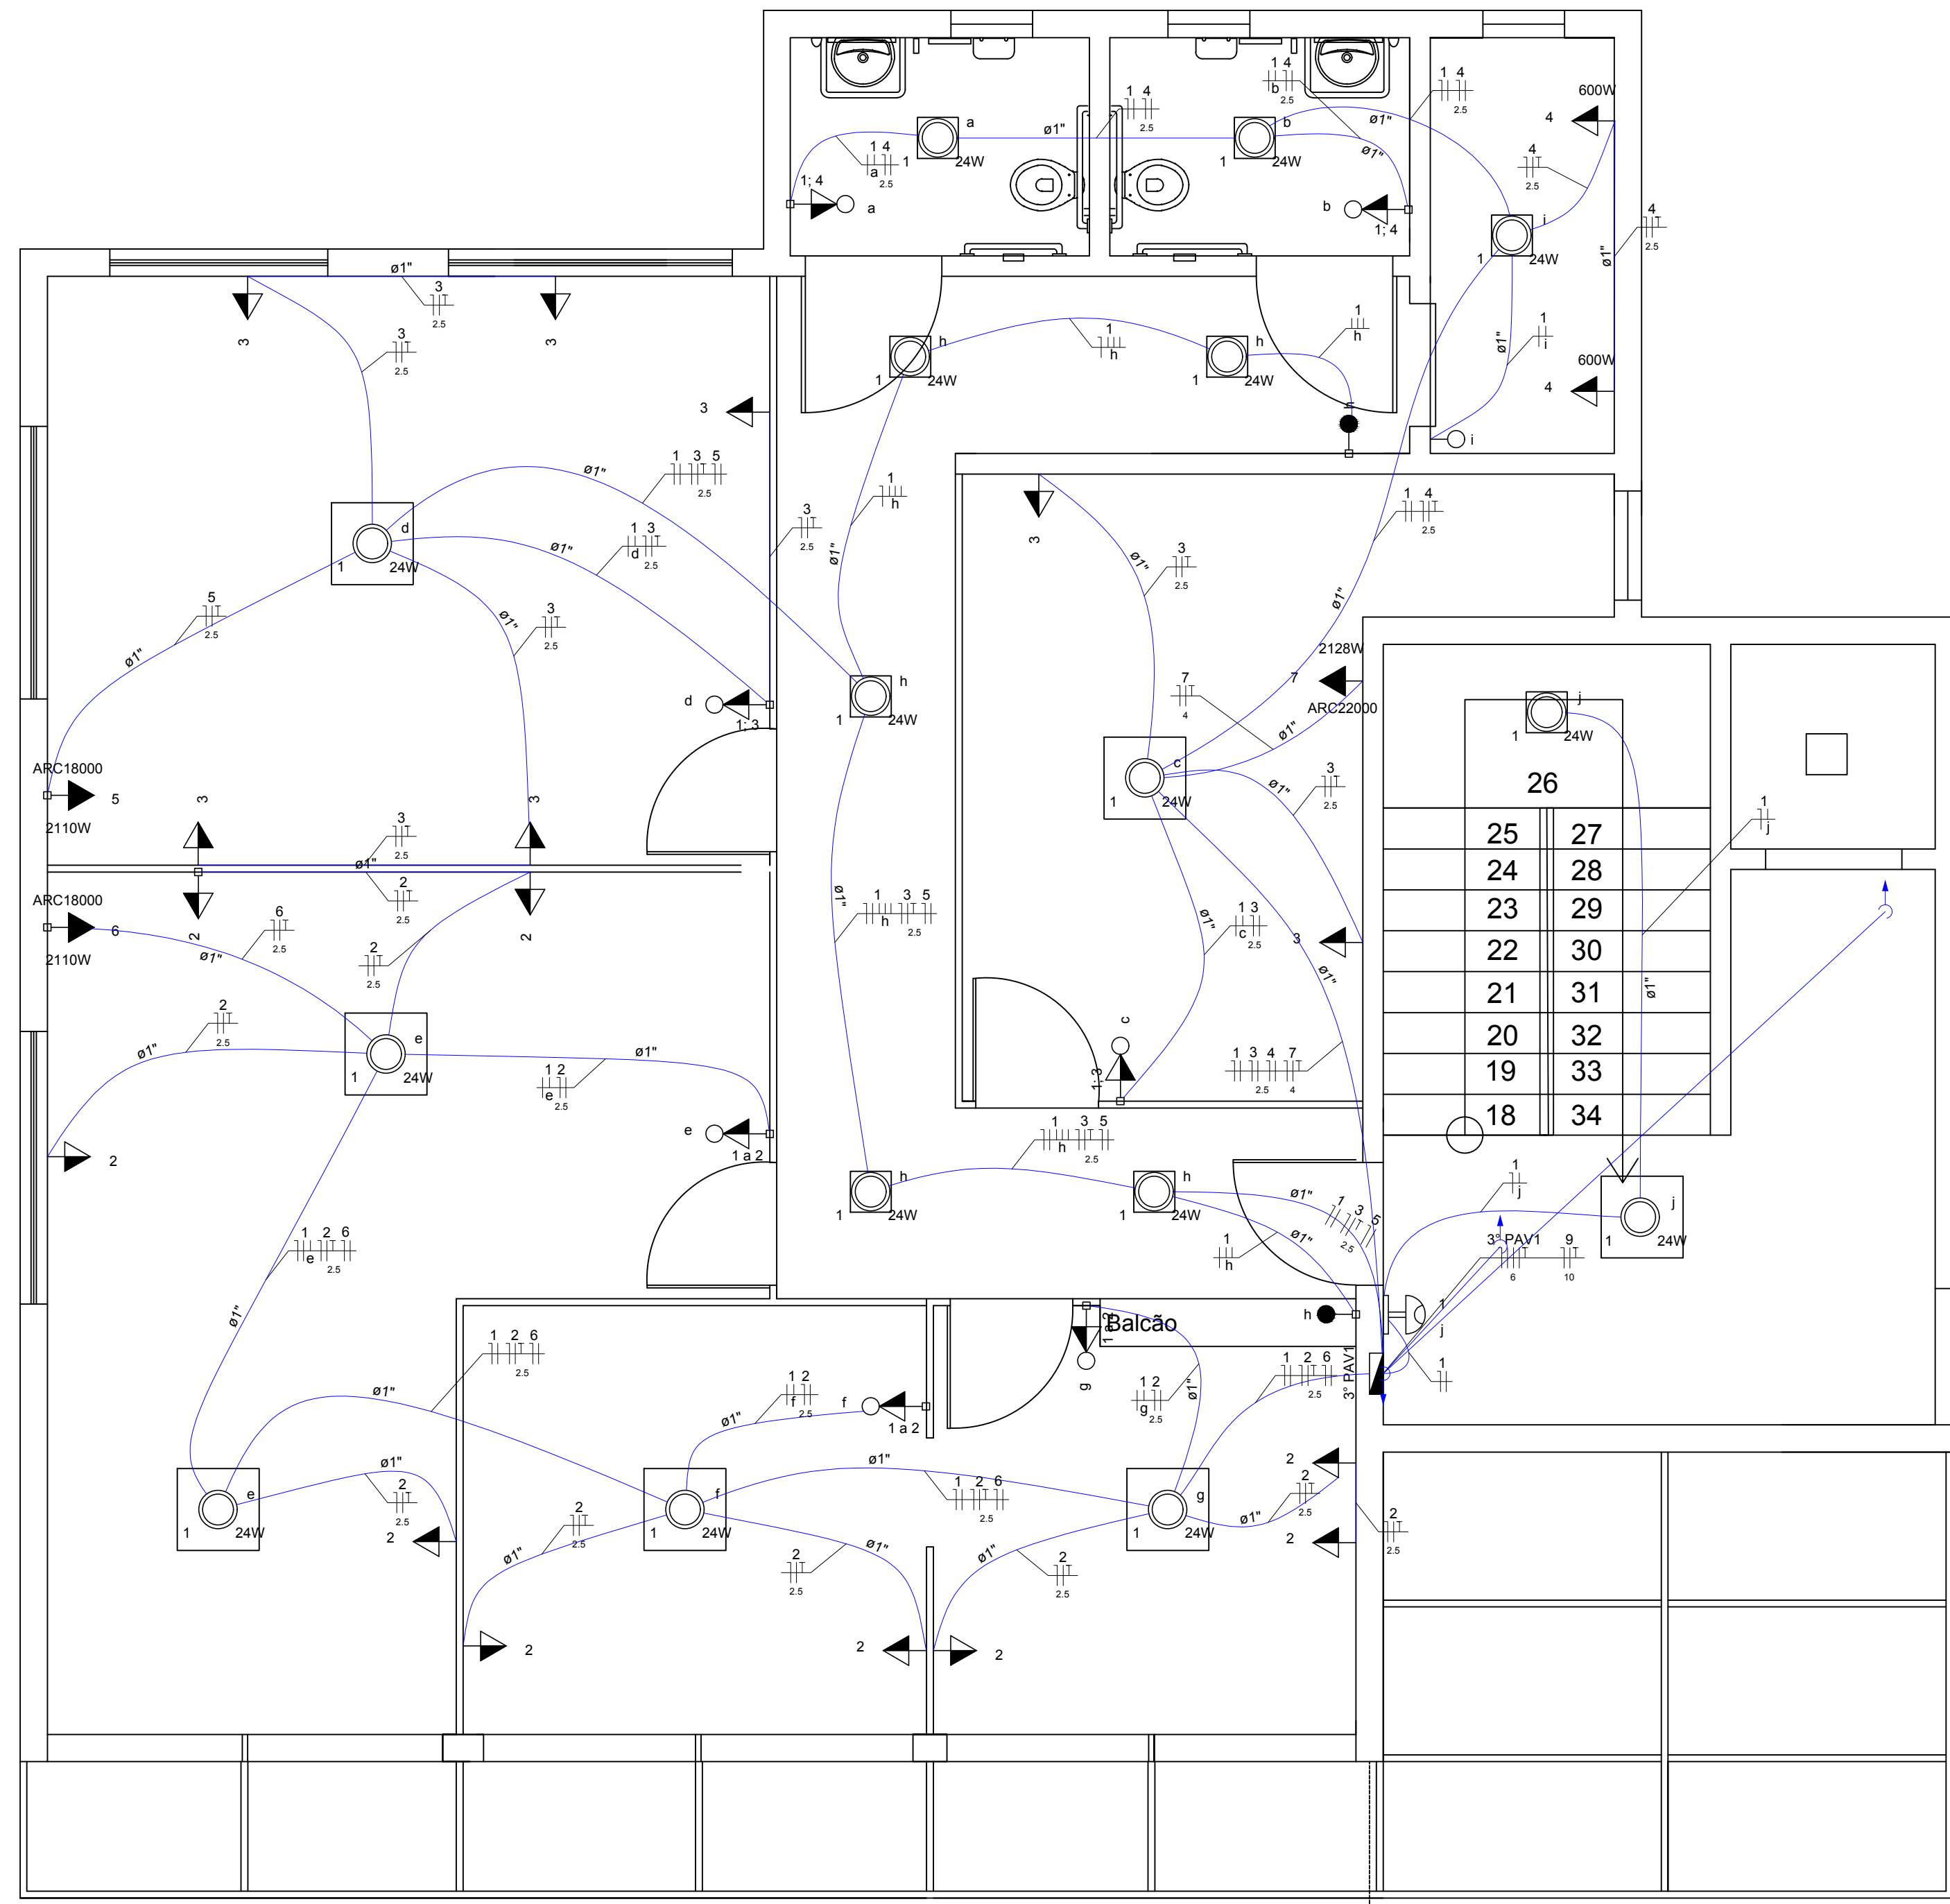 1 4
2.5
a
1
24W
a
1; 4
a
ø1"
1 4
2.5
1 4
b
2.5
b
1
24W
ø1"
b
1; 4
ø1"
1 4
2.5
600W
4
4
2.5
i
1
24W
ø1"
4
2.5
ø1"
1
i
600W
4
i
ø1"
3
2.5
3
3
3
2.5
h
1
24W
1
h
h
1
24W
1
h
h
3
3
2.5
ø1"
1 3 5
2.5
ø1"
1 3
d
2.5
d
1
24W
ø1"
3
2.5
5
2.5
ø1"
d
1; 3
1
h
ø1"
h
1
24W
3
ø1"
3
2.5
ø1"
1 4
2.5
2128W
7
ARC22000
7
4
ø1"
c
1
24W
ø1"
3
2.5
3
ø1"
1 3
c
2.5
ø1"
c
1; 3
1 3 4 7
2.5
4
j
1
24W
26
25
27
24
28
23
29
22
30
21
31
20
32
19
33
18
34
1
j
ø1"
ARC18000
5
2110W
3
3
3
2.5
ø1"
2
2.5
ARC18000
6
2110W
6
2.5
ø1"
2
2
2
2.5
2
2.5
ø1"
e
1
24W
ø1"
1 2
e
2.5
e
1 a 2
2
ø1"
1 3 5
h
2.5
h
1
24W
1 3 5
h
2.5
h
1
24W
ø1"
1 3 5
2.5
ø1"
1
h
1
j
j
1
24W
3° PAV1
6
9
10
1
j
1
h
Balcão
1 a 2
g
3° PAV1
1 2 6
e
2.5
ø1"
1 2 6
2.5
ø1"
1 2
f
2.5
f
1 a 2
ø1"
1 2
g
2.5
ø1"
1 2 6
2.5
ø1"
2
2.5
e
1
24W
2
ø1"
2
2.5
f
1
24W
ø1"
1 2 6
2.5
g
1
24W
ø1"
2
2.5
2
2
2
2.5
ø1"
2
2.5
ø1"
2
2.5
2
2
2